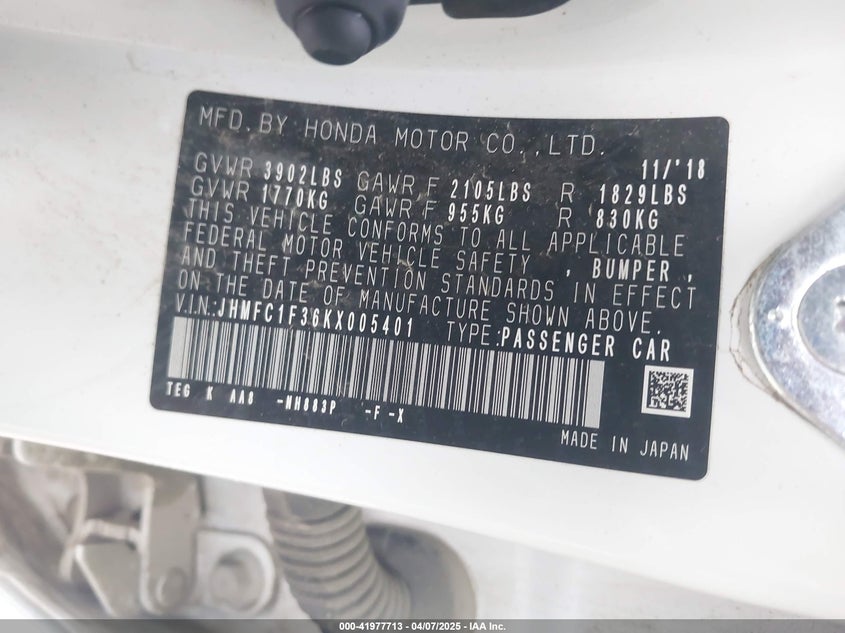 MFD. BY HONDA MOTOR CO.,LTD.
11/'18
GVWR 3902LBS GAWR F 2105LBS R 1829LBS
GVWR 1770KG GAWR F 955KG R 830KG
THIS VEHICLE CONFORMS TO ALL APPLICABLE
FEDERAL MOTOR VEHICLE SAFETY , BUMPER ,
AND THEFT PREVENTION STANDARDS IN EFFECT
ON THE DATE OF MANUFACTURE SHOWN ABOVE.
V.I.N: JHMFC1F36KX005401 TYPE:PASSENGER CAR
TEG K AA8 -NH883P -F -X
MADE IN JAPAN
000-41977713 - 04/07/2025 - IAA Inc.